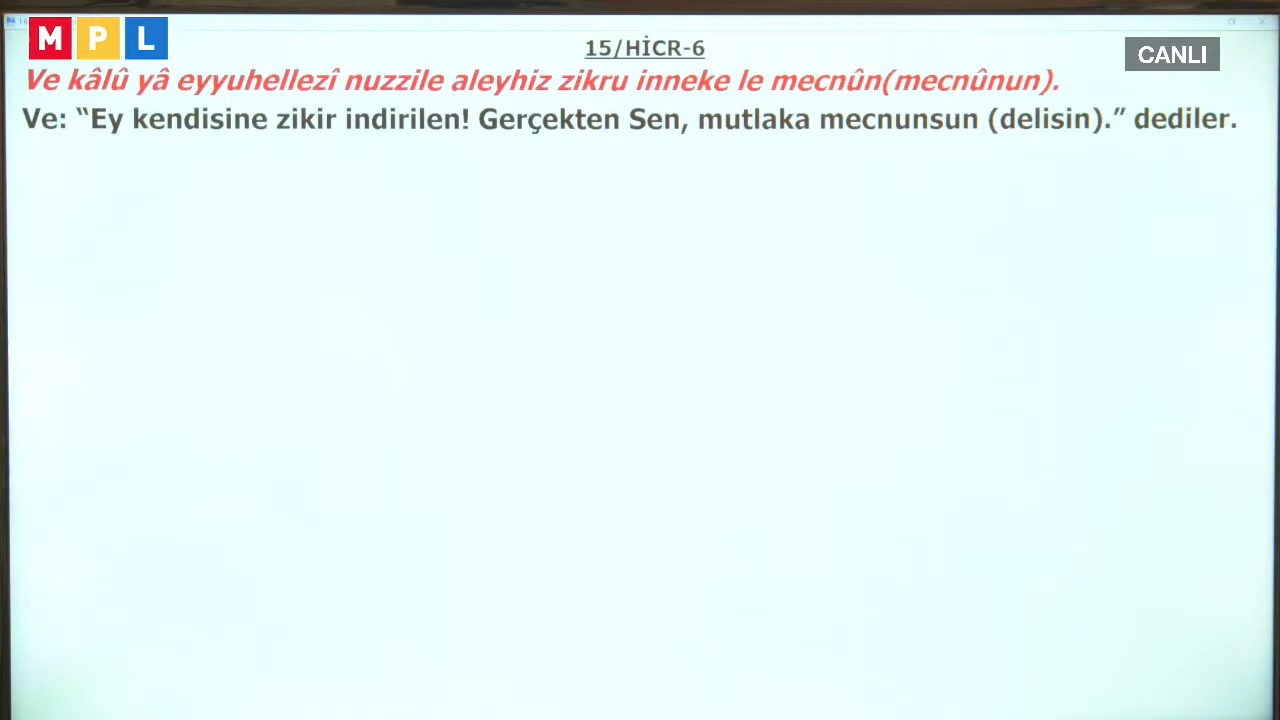 MPL
CANLI
15/HİCR-6
Ve kâlû yâ eyyuhellezî nuzzile aleyhiz zikru inneke le mecnûn(mecnûnun).
Ve: “Ey kendisine zikir indirilen! Gerçekten Sen, mutlaka mecnunsun (delisin).” dediler.